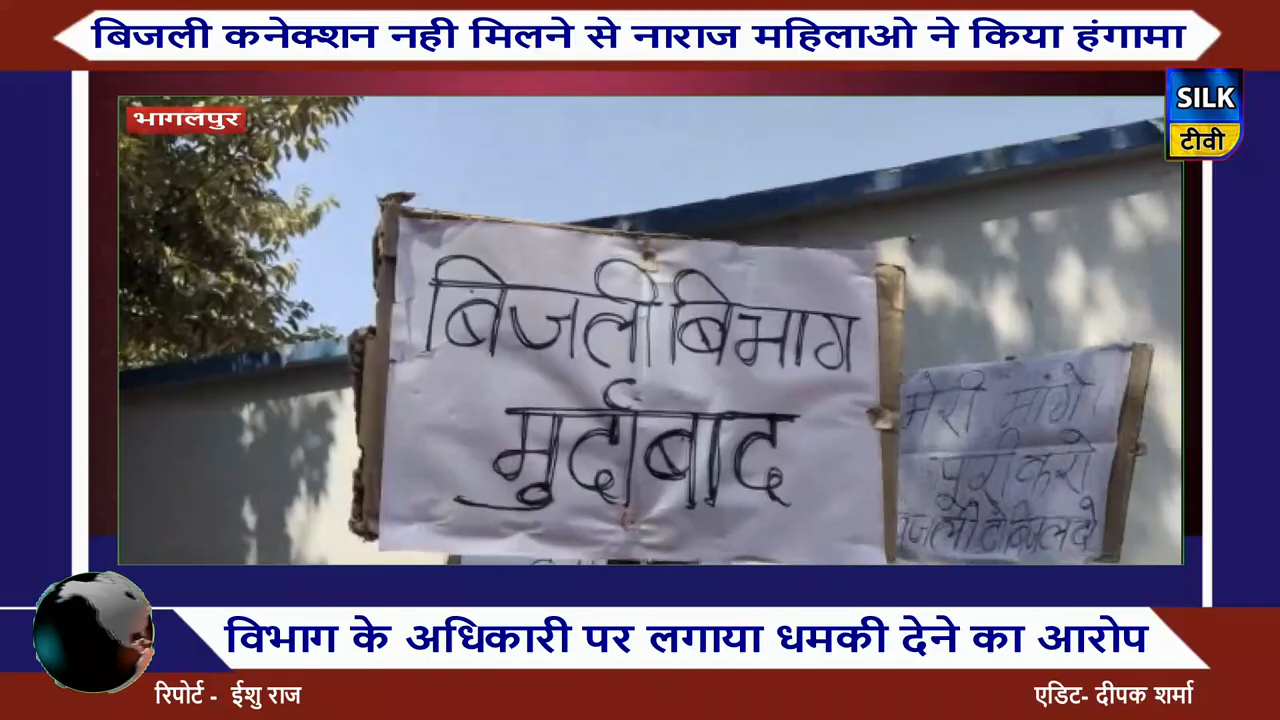 बिजली कनेक्शन नही मिलने से नाराज महिलाओ ने किया हंगामा
SILK
टीवी
भागलपुर
बिजली बिभाग
मुर्दाबाद
मेरी मांगे
पूरी करो
दो बिल दो
विभाग के अधिकारी पर लगाया धमकी देने का आरोप
रिपोर्ट - ईशु राज
एडिट- दीपक शर्मा